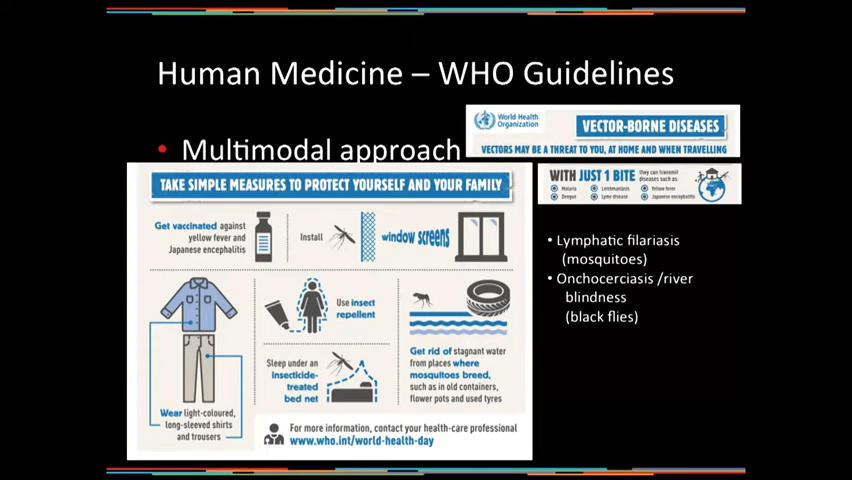 Human Medicine – WHO Guidelines
• Multimodal approach
World Health
Organization
VECTOR-BORNE DISEASES
VECTORS MAY BE A THREAT TO YOU, AT HOME AND WHEN TRAVELLING
WITH JUST 1 BITE they can transmit
diseases such as:
Malaria
Leishmaniasis
Yellow fever
Dengue
Lyme disease
Japanese encephalitis
TAKE SIMPLE MEASURES TO PROTECT YOURSELF AND YOUR FAMILY
Get vaccinated against
yellow fever and
Japanese encephalitis
Install window screens
Use insect
repellent
Sleep under an
insecticide-
treated
bed net
Get rid of stagnant water
from places where
mosquitoes breed,
such as in old containers,
flower pots and used tyres
Wear light-coloured,
long-sleeved shirts
and trousers
For more information, contact your health-care professional
www.who.int/world-health-day
• Lymphatic filariasis
(mosquitoes)
• Onchocerciasis /river
blindness
(black flies)